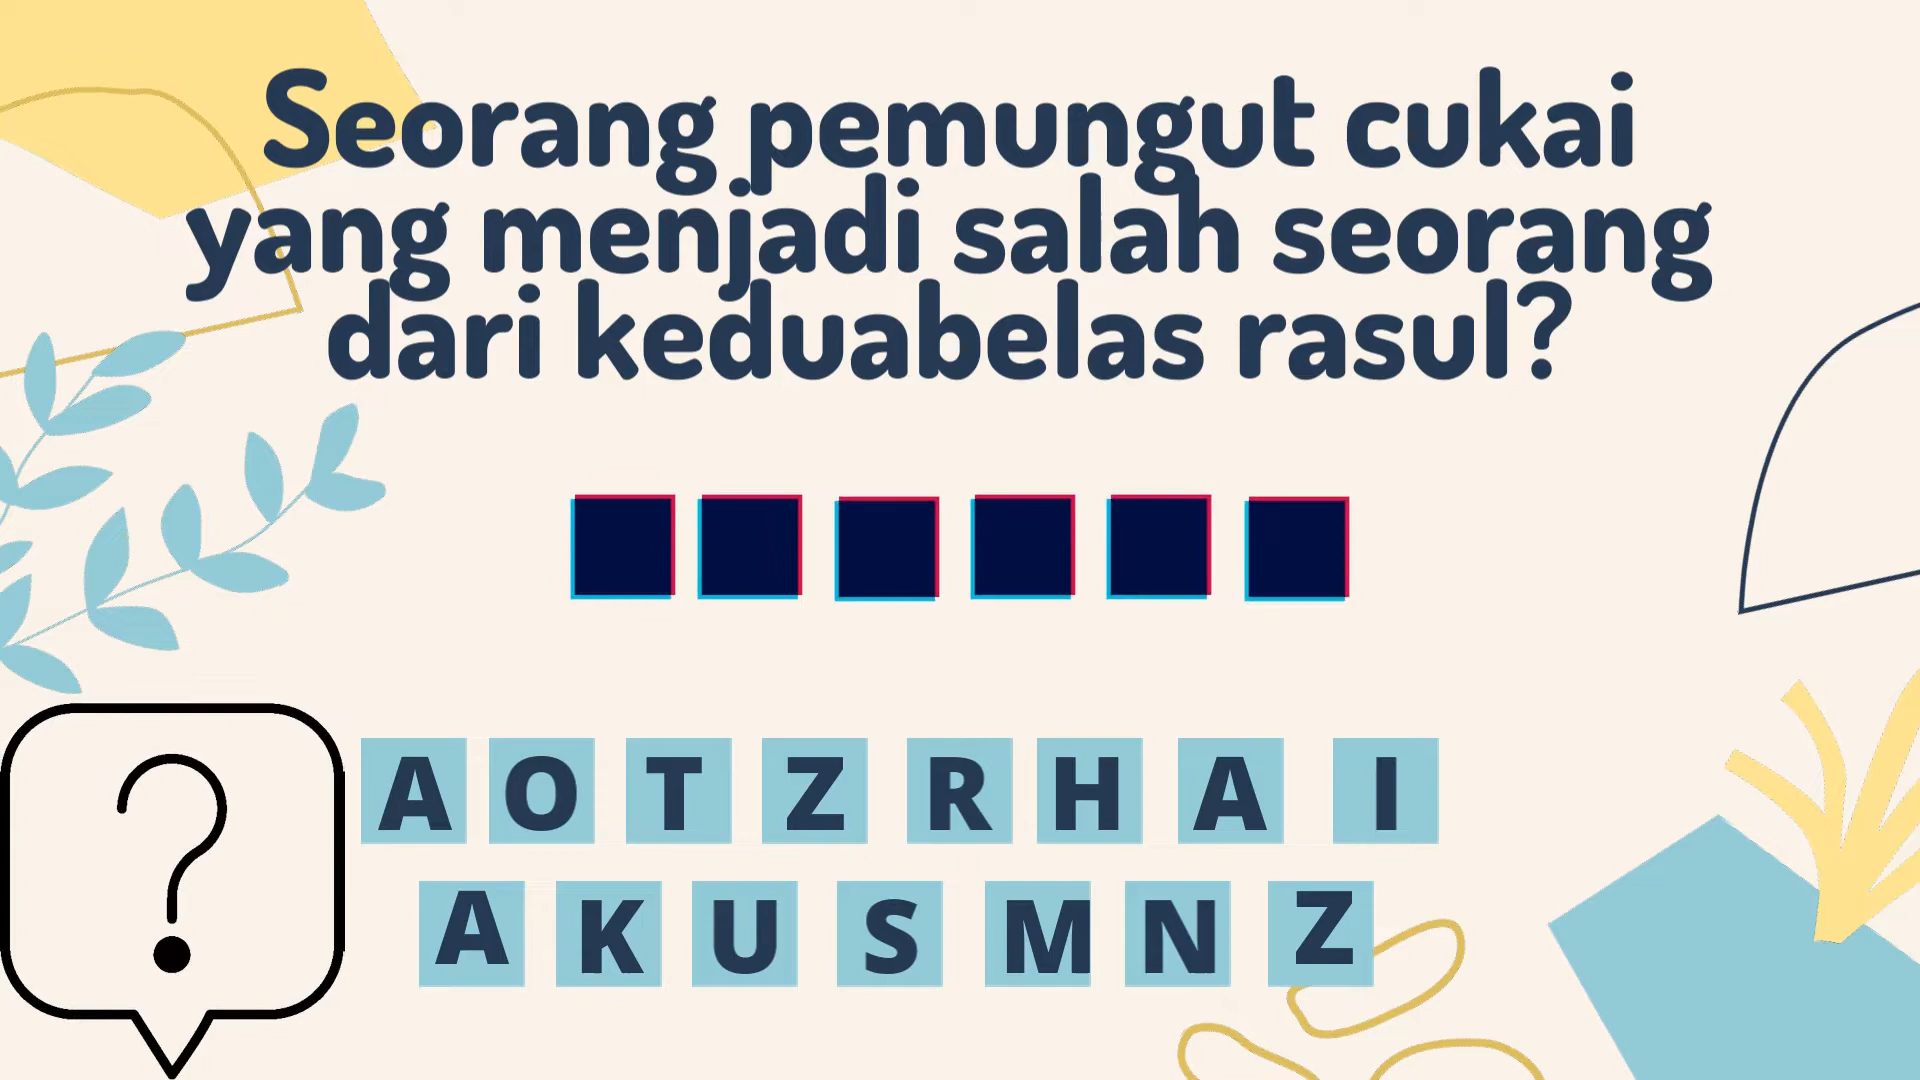 Seorang pemungut cukai
yang menjadi salah seorang
dari keduabelas rasul?
?
A O T Z R H A I
A K U S M N Z